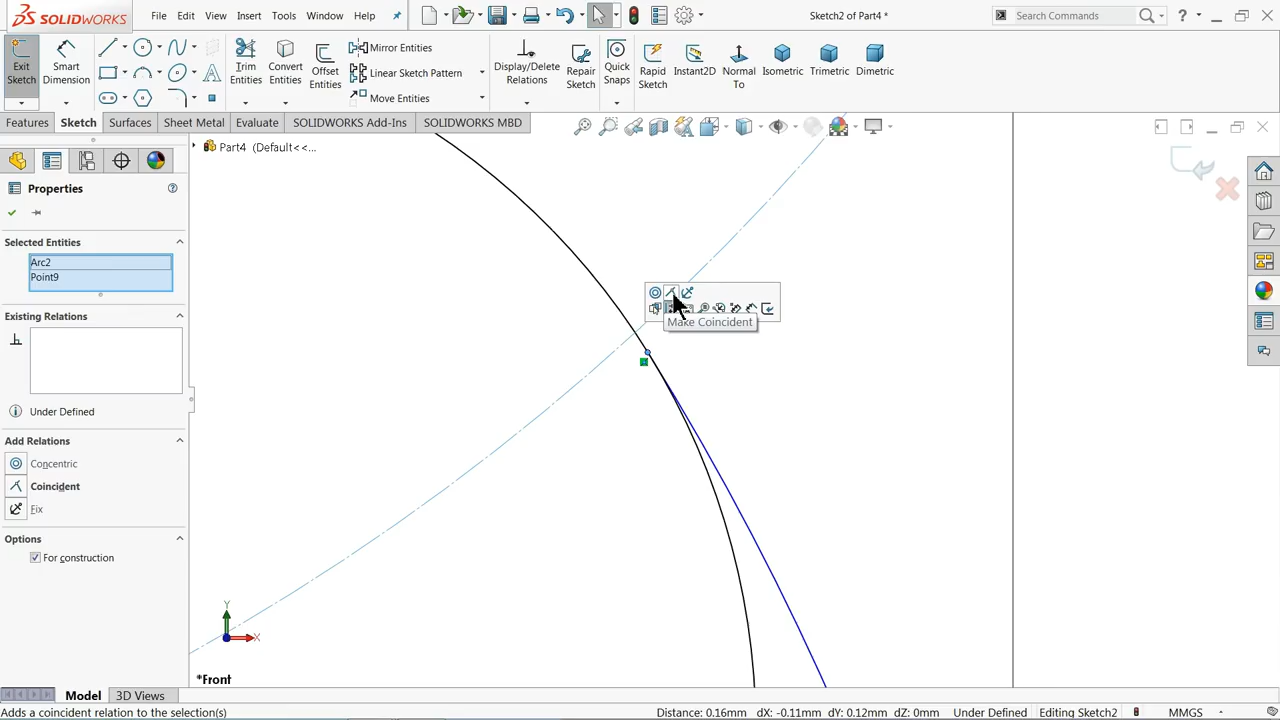 SOLIDWORKS
File
Edit
View
Insert
Tools
Window
Help
Sketch2 of Part4 *
Search Commands
Exit
Sketch
Smart
Dimension
Trim
Entities
Convert
Entities
Offset
Entities
Mirror Entities
Linear Sketch Pattern
Move Entities
Display/Delete
Relations
Repair
Sketch
Quick
Snaps
Rapid
Sketch
Instant2D
Normal
To
Isometric
Trimetric
Dimetric
Features
Sketch
Surfaces
Sheet Metal
Evaluate
SOLIDWORKS Add-Ins
SOLIDWORKS MBD
Part4 (Default<<...
Properties
Selected Entities
Arc2
Point9
Existing Relations
Under Defined
Add Relations
Concentric
Coincident
Fix
Options
For construction
Make Coincident
Y
X
*Front
Model
3D Views
Adds a coincident relation to the selection(s)
Distance: 0.16mm dX: -0.11mm dY: 0.12mm dZ: 0mm
Under Defined
Editing Sketch2
MMGS